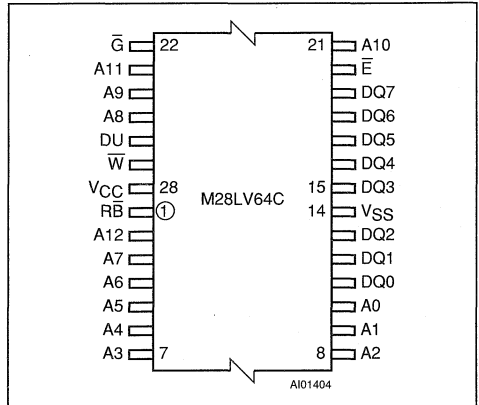 G̅ 22 21 A10
A11 E̅
A9 DQ7
A8 DQ6
DU DQ5
W̅ DQ4
VCC 28 M28LV64C 15 DQ3
RB̅ 1 14 VSS
A12 DQ2
A7 DQ1
A6 DQ0
A5 A0
A4 A1
A3 7 8 A2
AI01404